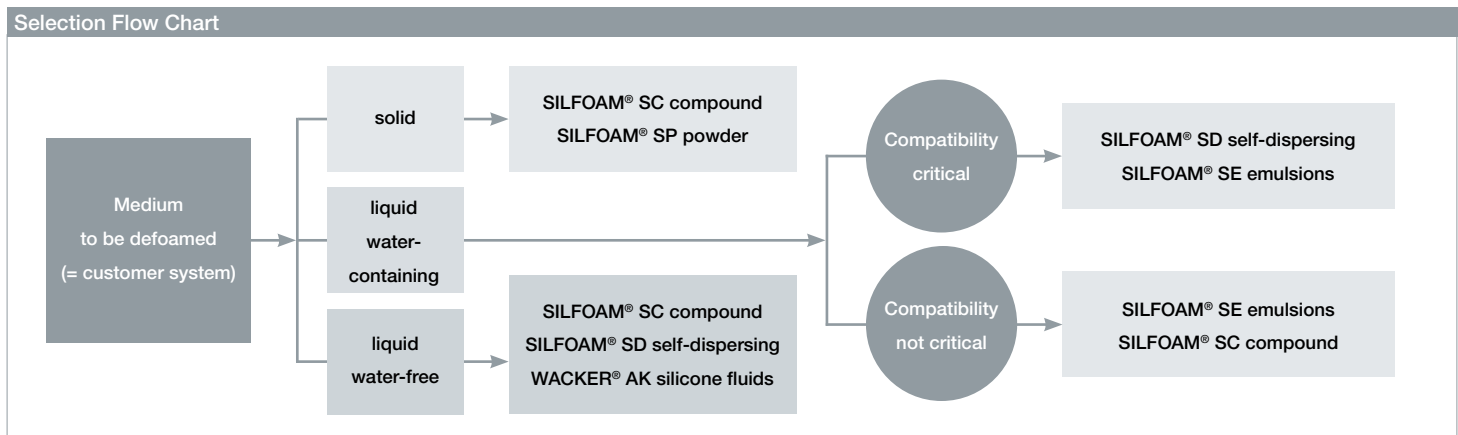 Selection Flow Chart
Medium
to be defoamed
(= customer system)
solid
SILFOAM® SC compound
SILFOAM® SP powder
liquid
water-
containing
liquid
water-free
SILFOAM® SC compound
SILFOAM® SD self-dispersing
WACKER® AK silicone fluids
Compatibility
critical
SILFOAM® SD self-dispersing
SILFOAM® SE emulsions
Compatibility
not critical
SILFOAM® SE emulsions
SILFOAM® SC compound